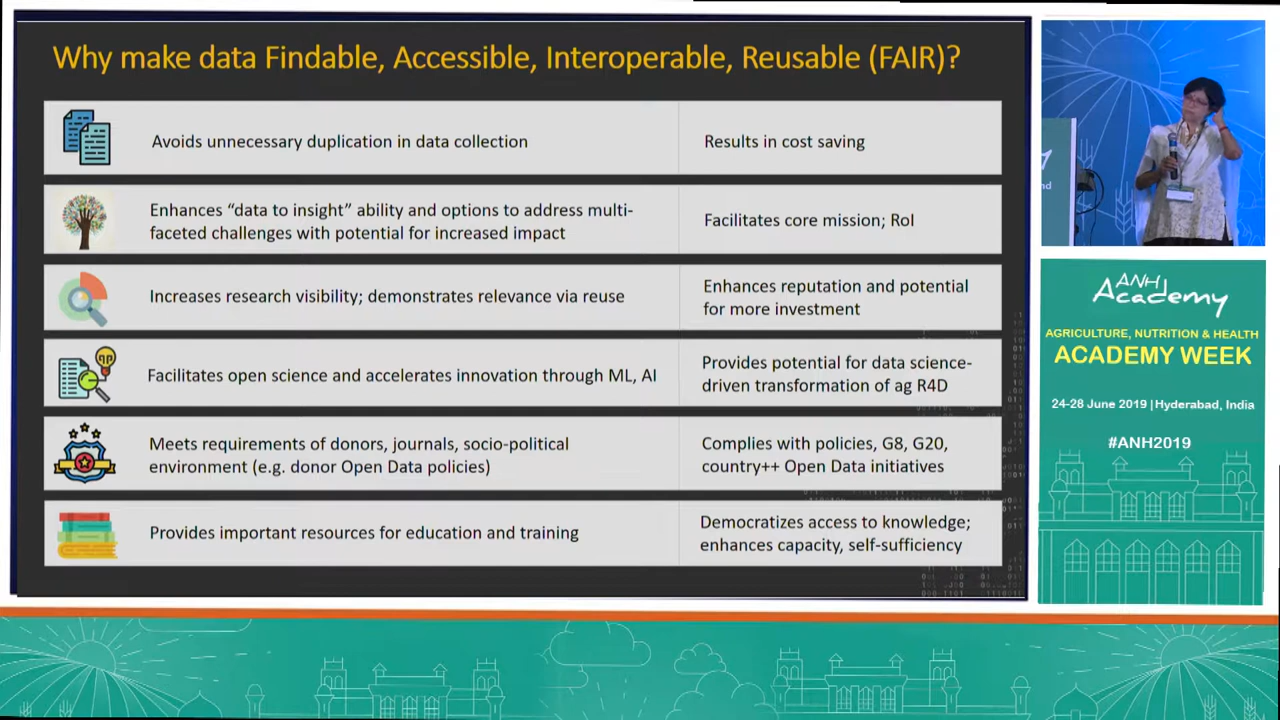 Why make data Findable, Accessible, Interoperable, Reusable (FAIR)?
Avoids unnecessary duplication in data collection
Results in cost saving
Enhances “data to insight” ability and options to address multi-
faceted challenges with potential for increased impact
Facilitates core mission; RoI
Increases research visibility; demonstrates relevance via reuse
Enhances reputation and potential
for more investment
Facilitates open science and accelerates innovation through ML, AI
Provides potential for data science-
driven transformation of ag R4D
Meets requirements of donors, journals, socio-political
environment (e.g. donor Open Data policies)
Complies with policies, G8, G20,
country++ Open Data initiatives
Provides important resources for education and training
Democratizes access to knowledge;
enhances capacity, self-sufficiency
ANH
Academy
AGRICULTURE, NUTRITION & HEALTH
ACADEMY WEEK
24-28 June 2019 | Hyderabad, India
#ANH2019